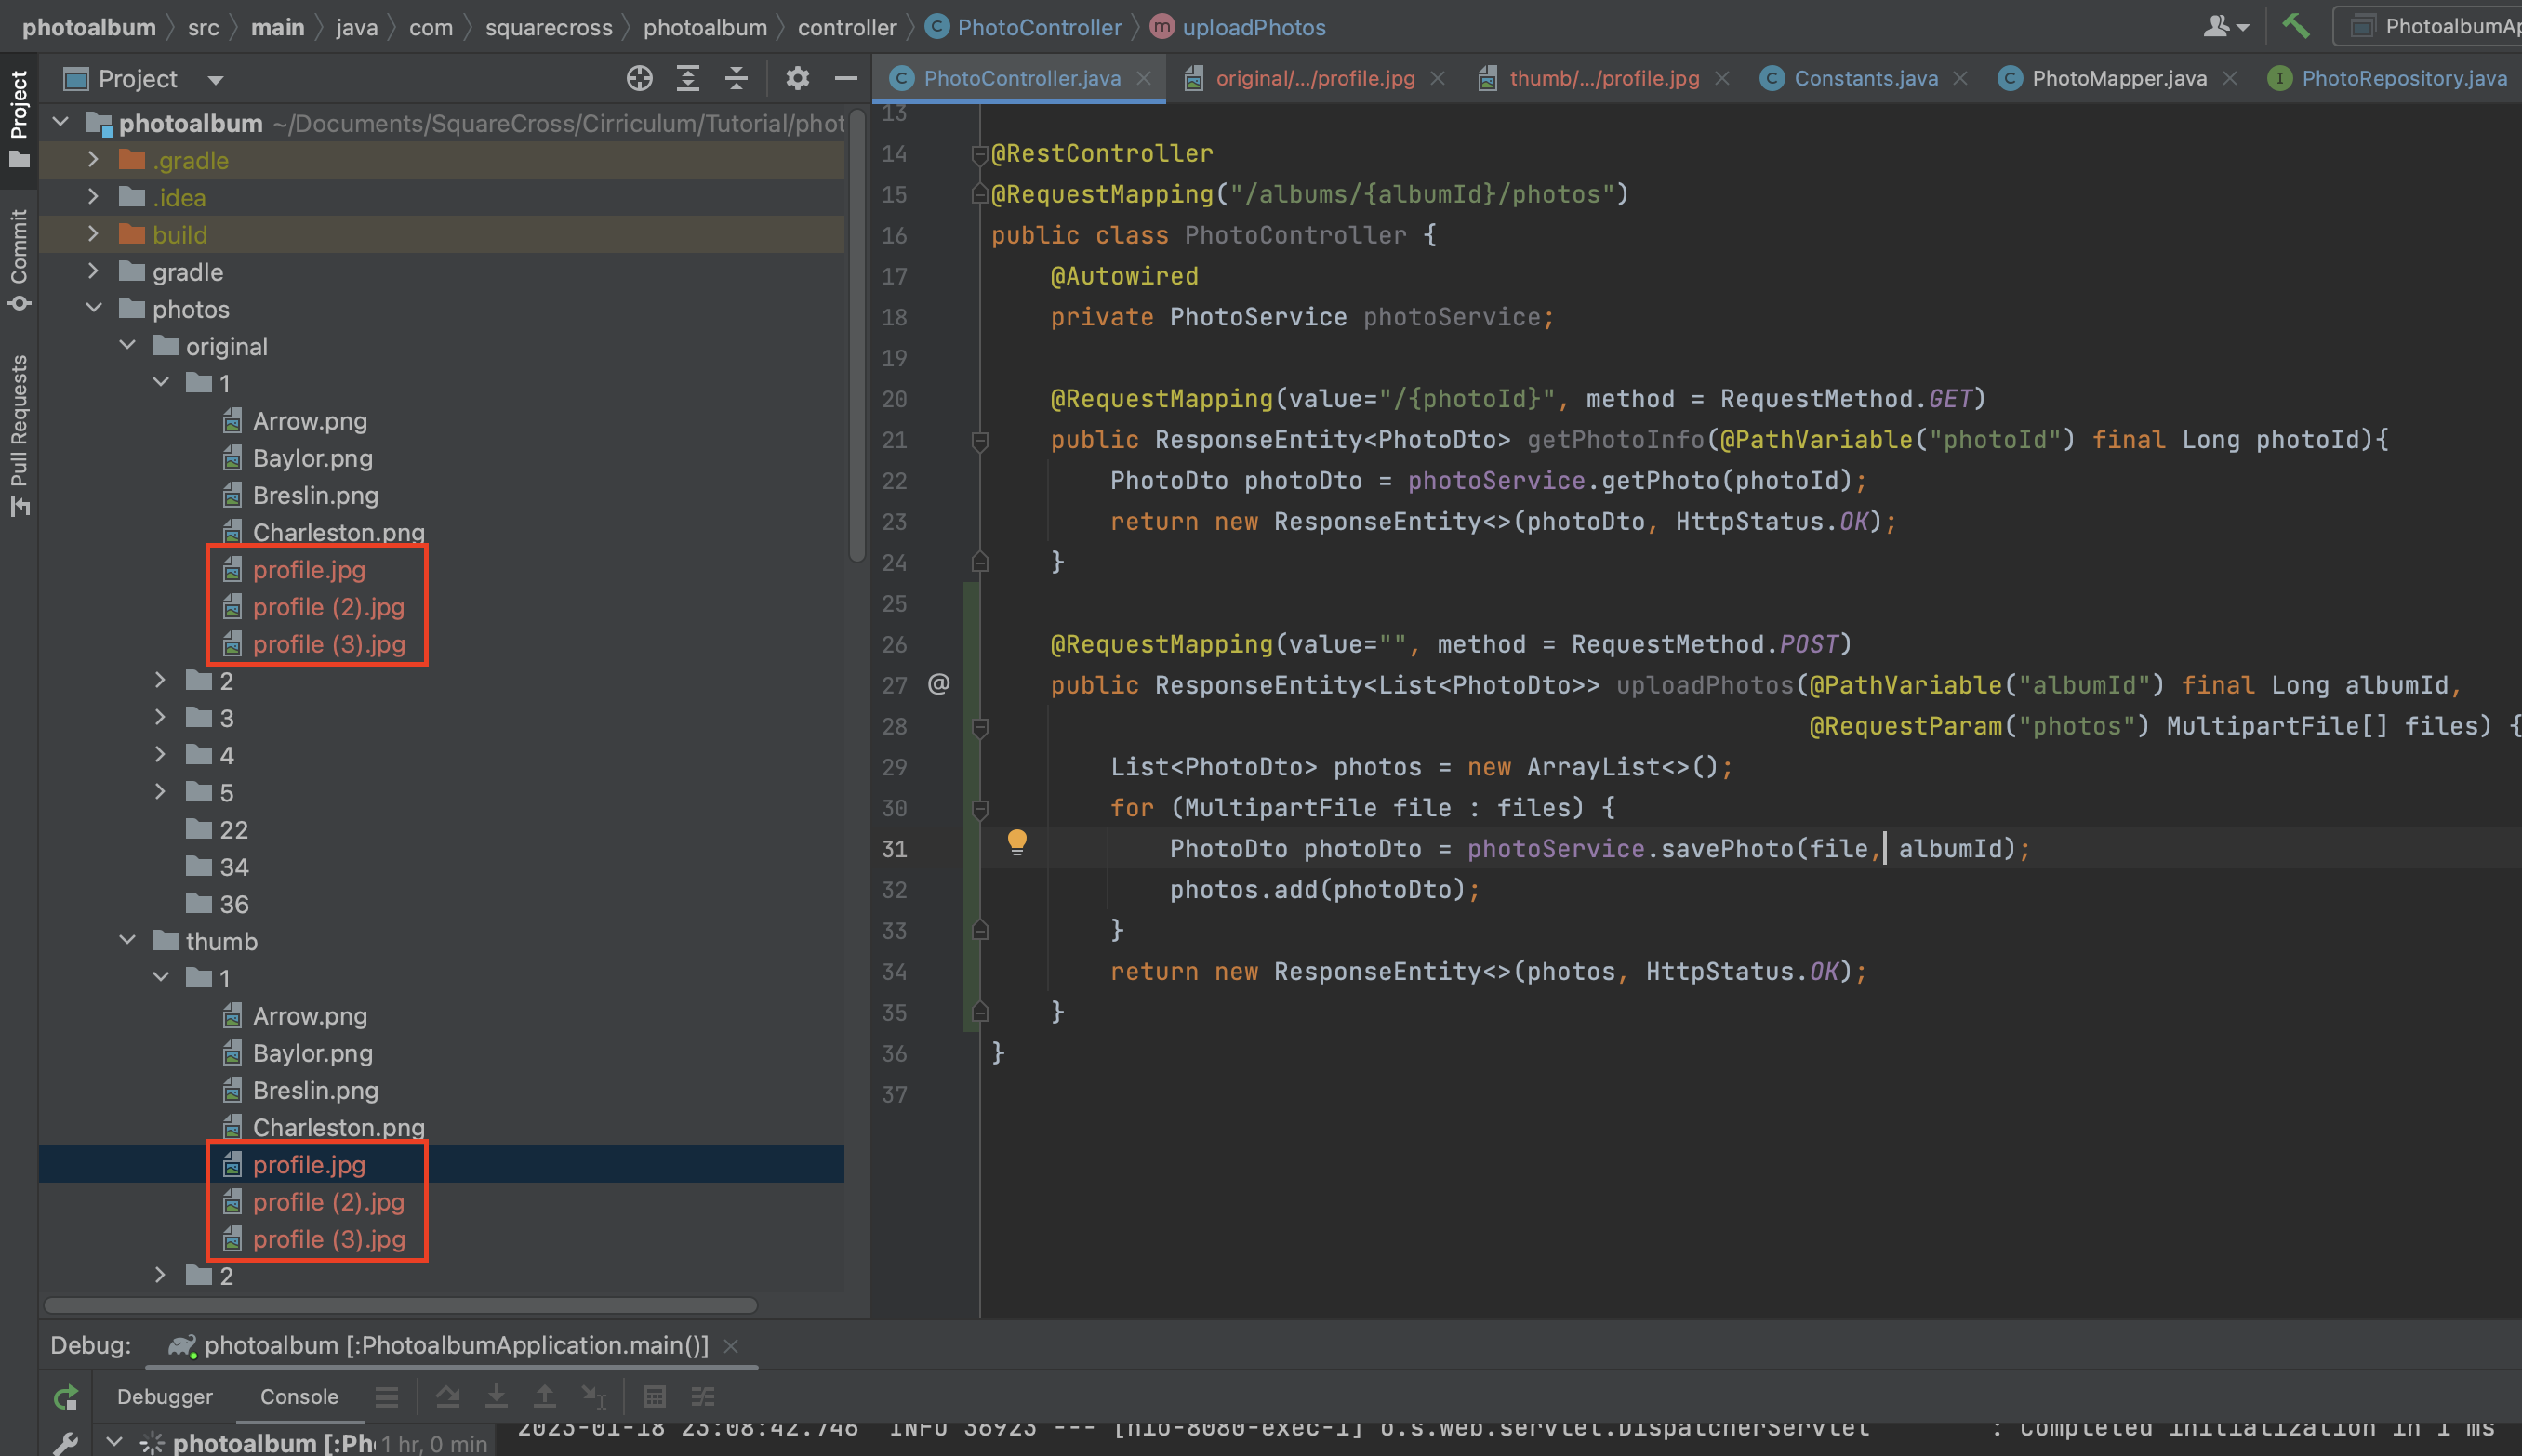 photoalbum src main java com squarecross photoalbum controller PhotoController uploadPhotos
Project
PhotoController.java original/.../profile.jpg thumb/.../profile.jpg Constants.java PhotoMapper.java PhotoRepository.java
Project
Commit
Pull Requests
photoalbum ~/Documents/SquareCross/Cirriculum/Tutorial/phot
.gradle
.idea
build
gradle
photos
original
1
Arrow.png
Baylor.png
Breslin.png
Charleston.png
profile.jpg
profile (2).jpg
profile (3).jpg
2
3
4
5
22
34
36
thumb
1
Arrow.png
Baylor.png
Breslin.png
Charleston.png
profile.jpg
profile (2).jpg
profile (3).jpg
2
13
14 @RestController
15 @RequestMapping("/albums/{albumId}/photos")
16 public class PhotoController {
17 @Autowired
18 private PhotoService photoService;
19
20 @RequestMapping(value="/{photoId}", method = RequestMethod.GET)
21 public ResponseEntity<PhotoDto> getPhotoInfo(@PathVariable("photoId") final Long photoId){
22 PhotoDto photoDto = photoService.getPhoto(photoId);
23 return new ResponseEntity<>(photoDto, HttpStatus.OK);
24 }
25
26 @RequestMapping(value="", method = RequestMethod.POST)
27 @ public ResponseEntity<List<PhotoDto>> uploadPhotos(@PathVariable("albumId") final Long albumId,
28 @RequestParam("photos") MultipartFile[] files) {
29 List<PhotoDto> photos = new ArrayList<>();
30 for (MultipartFile file : files) {
31 PhotoDto photoDto = photoService.savePhoto(file, albumId);
32 photos.add(photoDto);
33 }
34 return new ResponseEntity<>(photos, HttpStatus.OK);
35 }
36 }
37
Debug: photoalbum [:PhotoalbumApplication.main()]
Debugger Console
photoalbum [:Ph 1 hr, 0 min
2023-01-18 23:08:42.746 INFO 36923 --- [nio-8080-exec-1] o.s.web.servlet.DispatcherServlet : Completed initialization in 1 ms